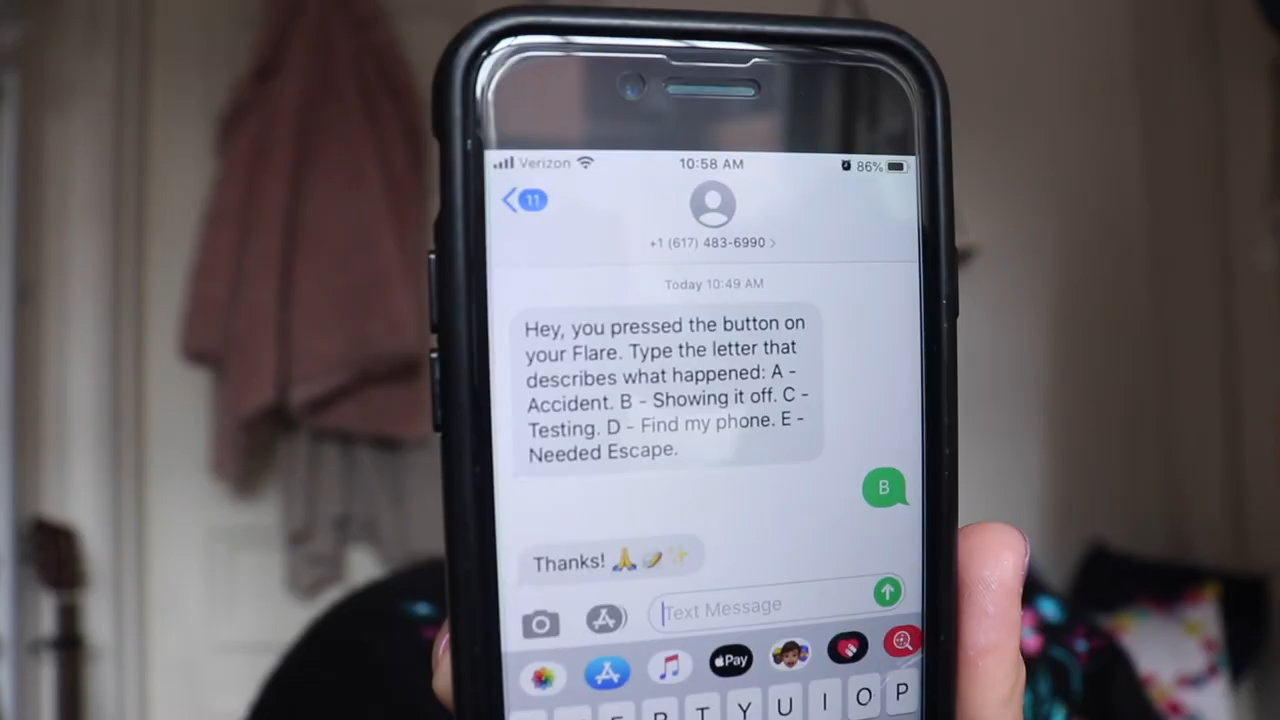 Verizon 10:58 AM 86%
11
+1 (617) 483-6990 >
Today 10:49 AM
Hey, you pressed the button on
your Flare. Type the letter that
describes what happened: A -
Accident. B - Showing it off. C -
Testing. D - Find my phone. E -
Needed Escape.
B
Thanks! 🙏 🪐 ✨
Text Message
Pay
E R T Y U I O P